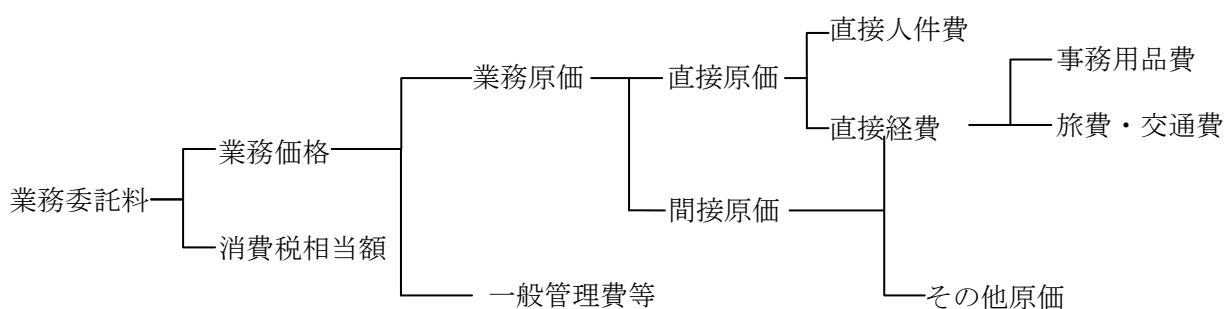 直接人件費
事務用品費
業務原価
直接原価
直接経費
旅費・交通費
業務価格
業務委託料
間接原価
消費税相当額
一般管理費等
その他原価